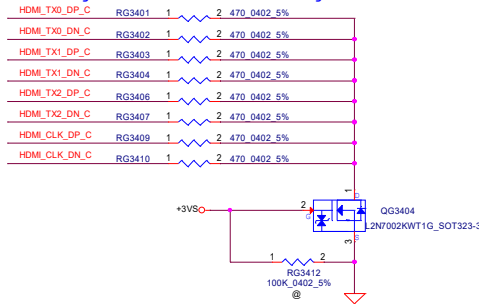 HDMI_TX0_DP_C RG3401 1 2 470_0402_5%
HDMI_TX0_DN_C RG3402 1 2 470_0402_5%
HDMI_TX1_DP_C RG3403 1 2 470_0402_5%
HDMI_TX1_DN_C RG3404 1 2 470_0402_5%
HDMI_TX2_DP_C RG3406 1 2 470_0402_5%
HDMI_TX2_DN_C RG3407 1 2 470_0402_5%
HDMI_CLK_DP_C RG3409 1 2 470_0402_5%
HDMI_CLK_DN_C RG3410 1 2 470_0402_5%
1
D
+3VS 2 QG3404
G L2N7002KWT1G_SOT323-3
S
3
1 2
RG3412
100K_0402_5%
@